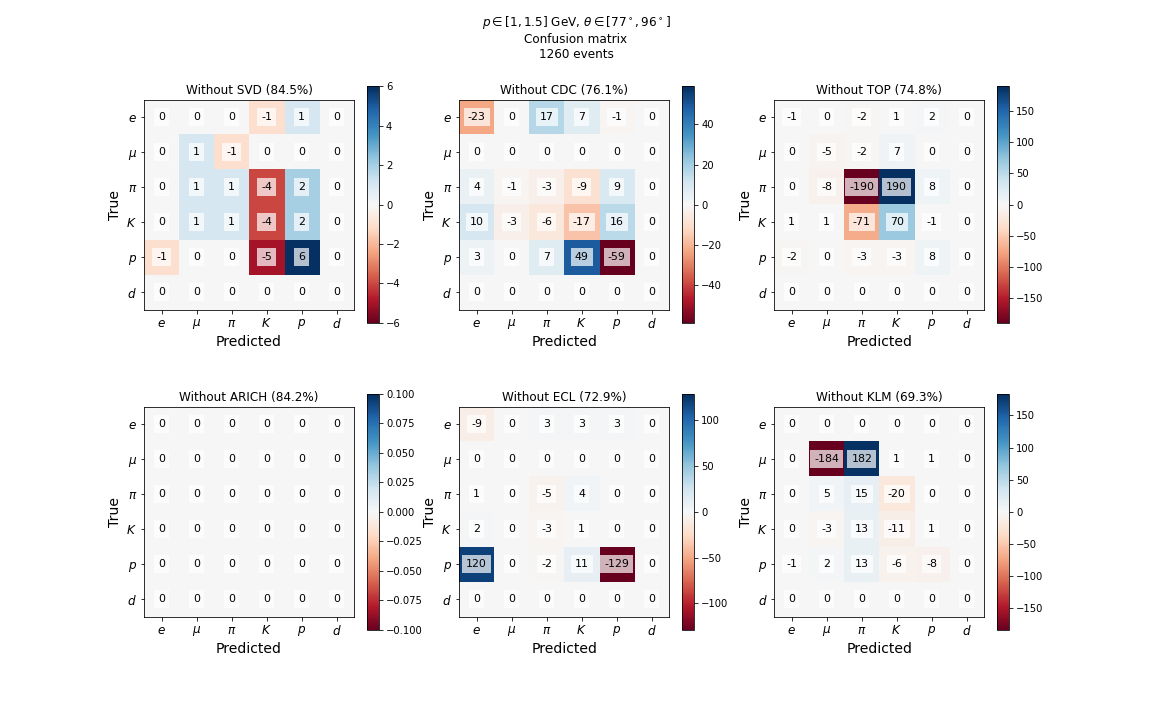 p ∈ [1, 1.5] GeV, θ ∈ [77°, 96°]
Confusion matrix
1260 events
Without SVD (84.5%)
True
e 0 0 0 -1 1 0
μ 0 1 -1 0 0 0
π 0 1 1 -4 2 0
K 0 1 1 -4 2 0
p -1 0 0 -5 6 0
d 0 0 0 0 0 0
e μ π K p d
Predicted
6
4
2
0
−2
−4
−6
Without CDC (76.1%)
True
e -23 0 17 7 -1 0
μ 0 0 0 0 0 0
π 4 -1 -3 -9 9 0
K 10 -3 -6 -17 16 0
p 3 0 7 49 -59 0
d 0 0 0 0 0 0
e μ π K p d
Predicted
40
20
0
−20
−40
Without TOP (74.8%)
True
e -1 0 -2 1 2 0
μ 0 -5 -2 7 0 0
π 0 -8 -190 190 8 0
K 1 1 -71 70 -1 0
p -2 0 -3 -3 8 0
d 0 0 0 0 0 0
e μ π K p d
Predicted
150
100
50
0
−50
−100
−150
Without ARICH (84.2%)
True
e 0 0 0 0 0 0
μ 0 0 0 0 0 0
π 0 0 0 0 0 0
K 0 0 0 0 0 0
p 0 0 0 0 0 0
d 0 0 0 0 0 0
e μ π K p d
Predicted
0.100
0.075
0.050
0.025
0.000
−0.025
−0.050
−0.075
−0.100
Without ECL (72.9%)
True
e -9 0 3 3 3 0
μ 0 0 0 0 0 0
π 1 0 -5 4 0 0
K 2 0 -3 1 0 0
p 120 0 -2 11 -129 0
d 0 0 0 0 0 0
e μ π K p d
Predicted
100
50
0
−50
−100
Without KLM (69.3%)
True
e 0 0 0 0 0 0
μ 0 -184 182 1 1 0
π 0 5 15 -20 0 0
K 0 -3 13 -11 1 0
p -1 2 13 -6 -8 0
d 0 0 0 0 0 0
e μ π K p d
Predicted
150
100
50
0
−50
−100
−150